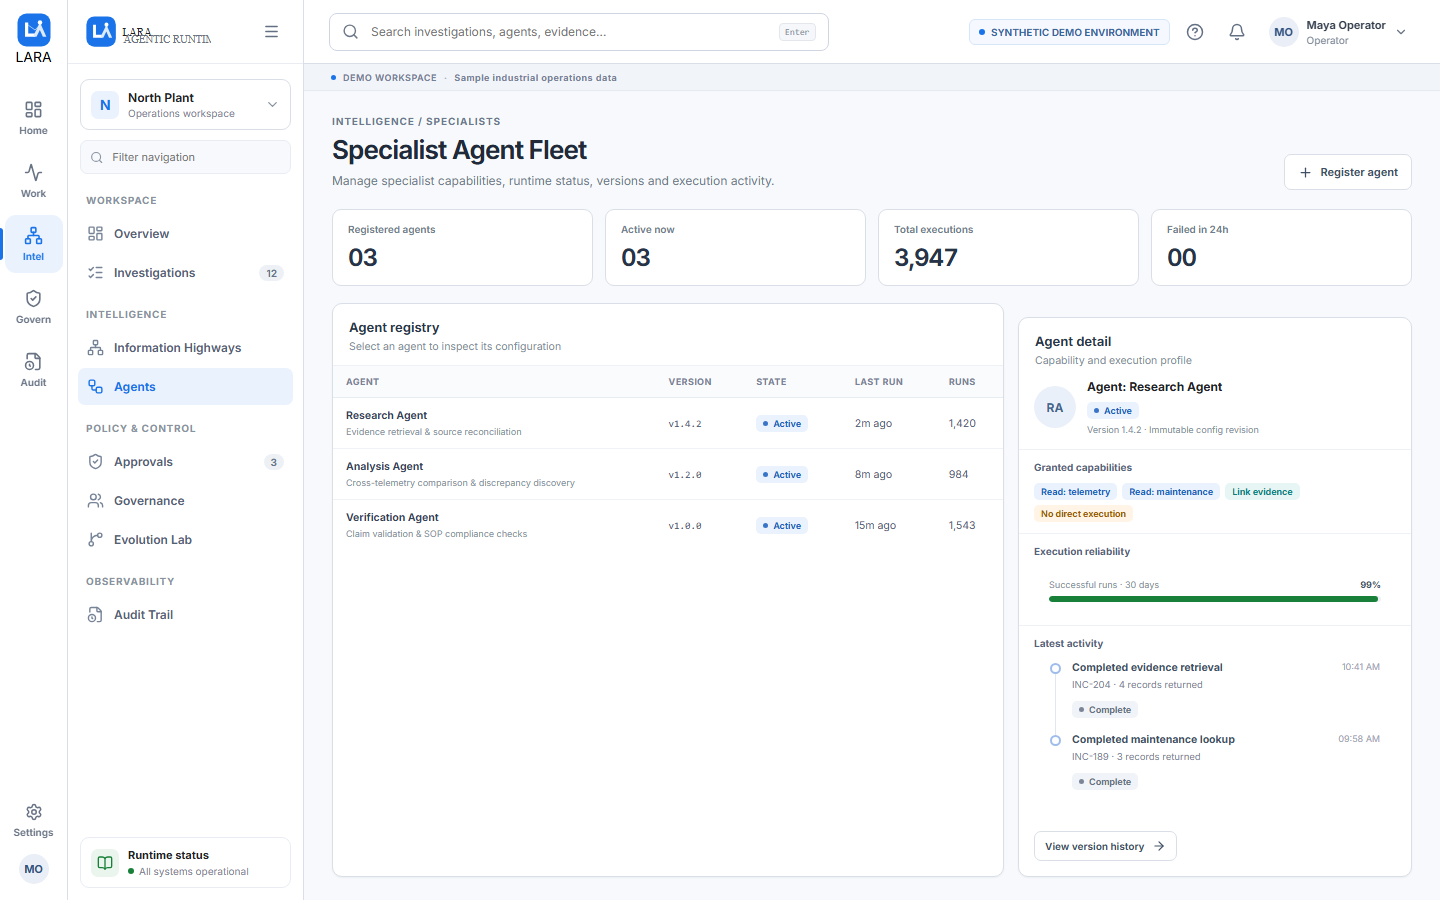 LARA
Home
Work
Intel
Govern
Audit
Settings
MO
LARA
AGENTIC
N
North Plant
Operations workspace
Filter navigation
WORKSPACE
Overview
Investigations 12
INTELLIGENCE
Information Highways
Agents
POLICY & CONTROL
Approvals 3
Governance
Evolution Lab
OBSERVABILITY
Audit Trail
Runtime status
All systems operational
Search investigations, agents, evidence... Enter
SYNTHETIC DEMO ENVIRONMENT
MO
Maya Operator
Operator
DEMO WORKSPACE · Sample industrial operations data
INTELLIGENCE / SPECIALISTS
Specialist Agent Fleet
Manage specialist capabilities, runtime status, versions and execution activity.
Register agent
Registered agents
03
Active now
03
Total executions
3,947
Failed in 24h
00
Agent registry
Select an agent to inspect its configuration
AGENT VERSION STATE LAST RUN RUNS
Research Agent
Evidence retrieval & source reconciliation
v1.4.2 Active 2m ago 1,420
Analysis Agent
Cross-telemetry comparison & discrepancy discovery
v1.2.0 Active 8m ago 984
Verification Agent
Claim validation & SOP compliance checks
v1.0.0 Active 15m ago 1,543
Agent detail
Capability and execution profile
RA
Agent: Research Agent
Active
Version 1.4.2 · Immutable config revision
Granted capabilities
Read: telemetry Read: maintenance Link evidence
No direct execution
Execution reliability
Successful runs · 30 days 99%
Latest activity
Completed evidence retrieval 10:41 AM
INC-204 · 4 records returned
Complete
Completed maintenance lookup 09:58 AM
INC-189 · 3 records returned
Complete
View version history